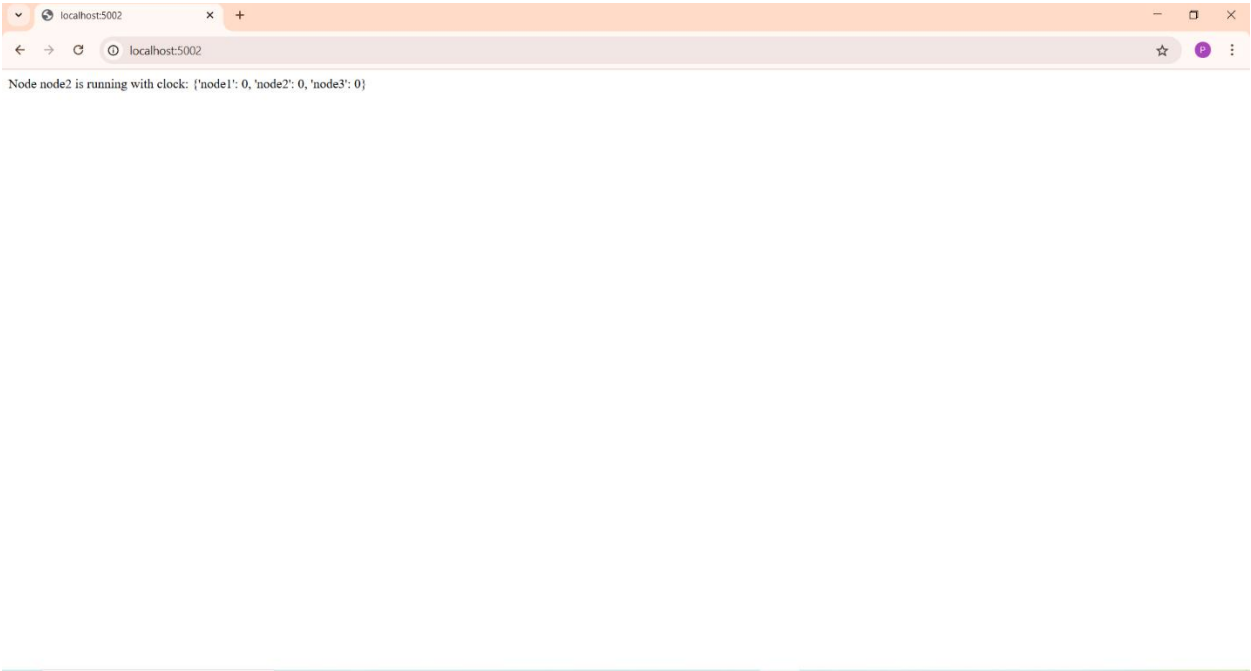 localhost:5002
localhost:5002
P
Node node2 is running with clock: {'node1': 0, 'node2': 0, 'node3': 0}